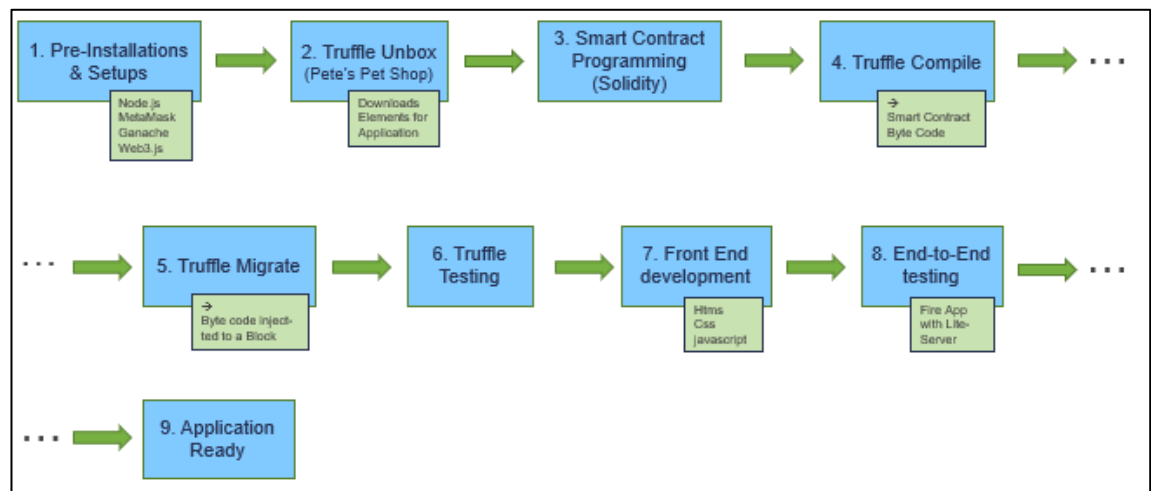 1. Pre-Installations
& Setups
Node.js
MetaMask
Ganache
Web3.js
2. Truffle Unbox
(Pete's Pet Shop)
Downloads
Elements for
Application
3. Smart Contract
Programming
(Solidity)
4. Truffle Compile
→
Smart Contract
Byte Code
...
...
5. Truffle Migrate
→
Byte code injec-
ted to a Block
6. Truffle
Testing
7. Front End
development
Htms
Css
javascript
8. End-to-End
testing
Fire App
with Lite-
Server
...
...
9. Application
Ready